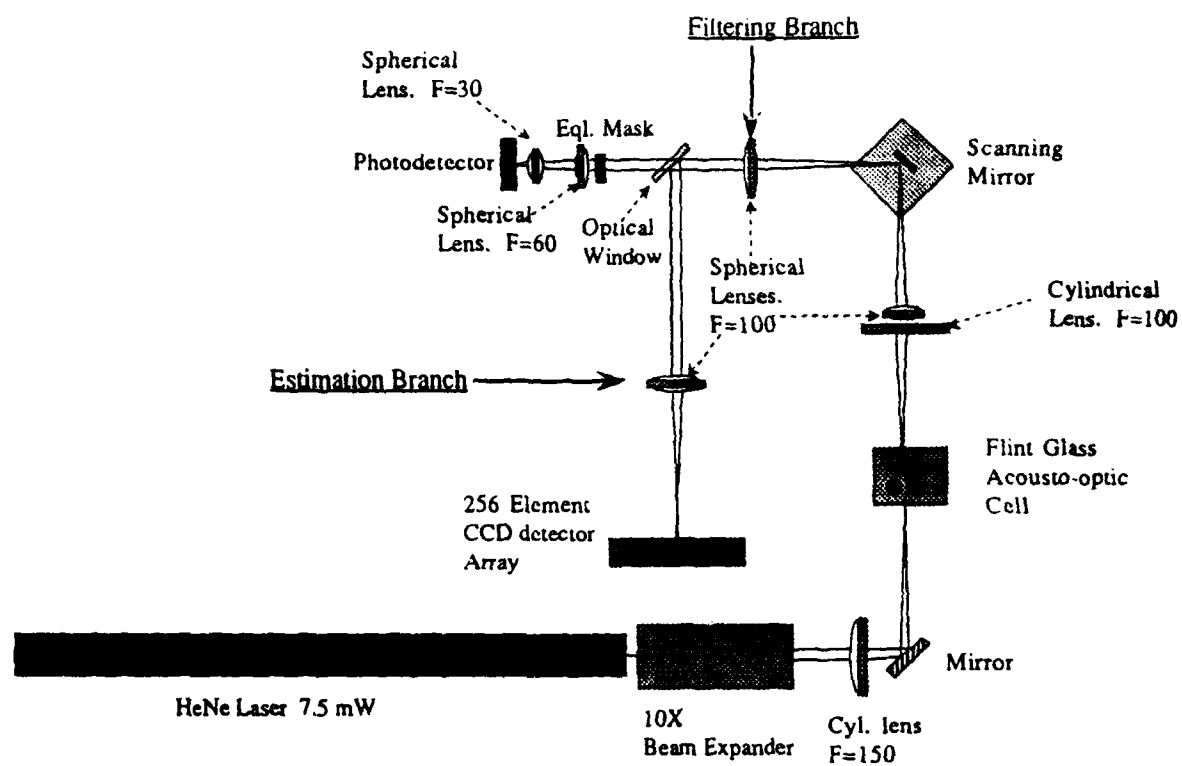 Filtering Branch
Spherical
Lens. F=30
Eql. Mask
Photodetector
Scanning
Mirror
Spherical
Lens. F=60
Optical
Window
Spherical
Lenses.
F=100
Cylindrical
Lens. F=100
Estimation Branch
Flint Glass
Acousto-optic
Cell
256 Element
CCD detector
Array
Mirror
HeNe Laser 7.5 mW
10X
Beam Expander
Cyl. lens
F=150